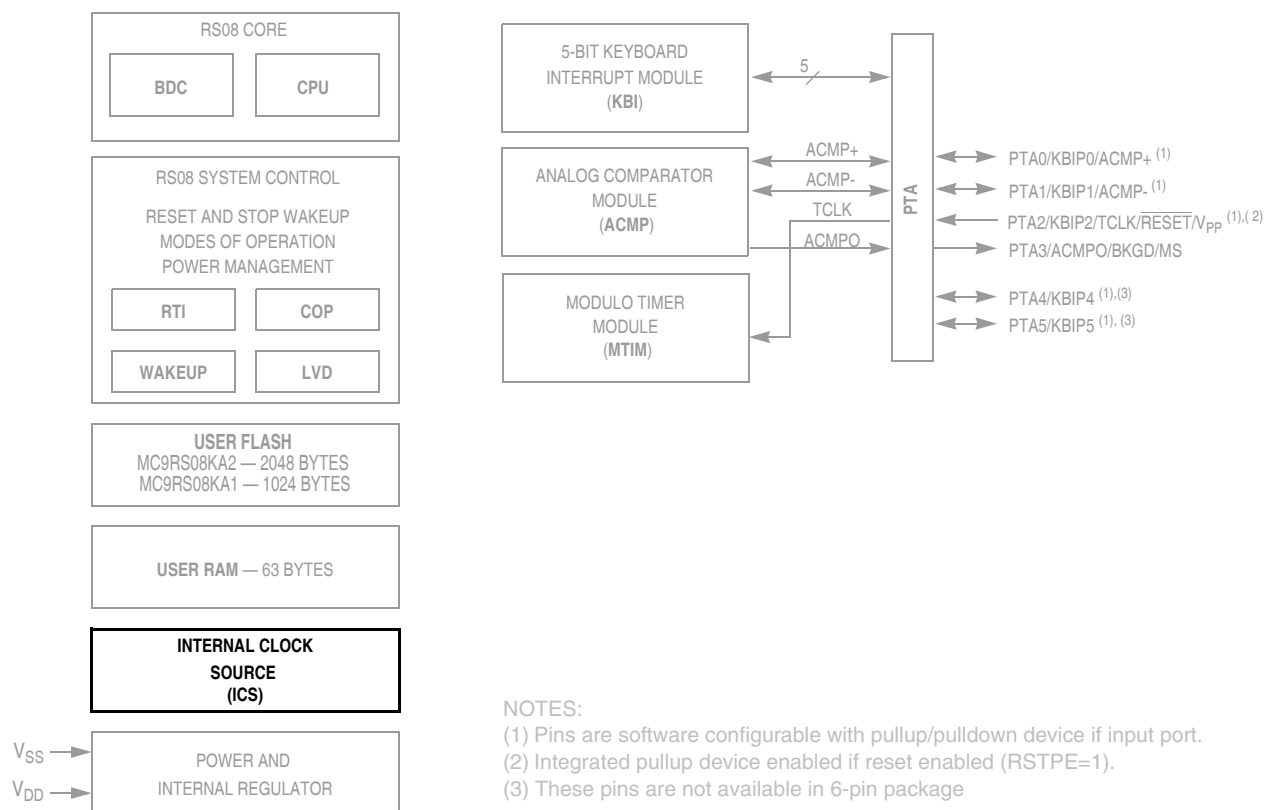 RS08 CORE
BDC
CPU
RS08 SYSTEM CONTROL
RESET AND STOP WAKEUP
MODES OF OPERATION
POWER MANAGEMENT
RTI
COP
WAKEUP
LVD
USER FLASH
MC9RS08KA2 — 2048 BYTES
MC9RS08KA1 — 1024 BYTES
USER RAM — 63 BYTES
INTERNAL CLOCK
SOURCE
(ICS)
VSS
VDD
POWER AND
INTERNAL REGULATOR
5-BIT KEYBOARD
INTERRUPT MODULE
(KBI)
5
ANALOG COMPARATOR
MODULE
(ACMP)
ACMP+
ACMP-
TCLK
ACMPO
MODULO TIMER
MODULE
(MTIM)
PTA
PTA0/KBIP0/ACMP+ (1)
PTA1/KBIP1/ACMP- (1)
PTA2/KBIP2/TCLK/RESET/VPP (1),( 2)
PTA3/ACMPO/BKGD/MS
PTA4/KBIP4 (1),(3)
PTA5/KBIP5 (1), (3)
NOTES:
(1) Pins are software configurable with pullup/pulldown device if input port.
(2) Integrated pullup device enabled if reset enabled (RSTPE=1).
(3) These pins are not available in 6-pin package